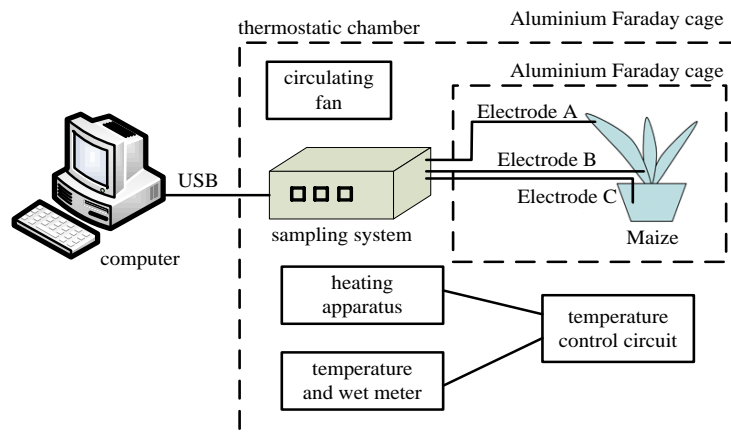 Aluminium Faraday cage
thermostatic chamber
circulating
fan
Aluminium Faraday cage
Electrode A
Electrode B
Electrode C
Maize
USB
computer
sampling system
heating
apparatus
temperature
control circuit
temperature
and wet meter